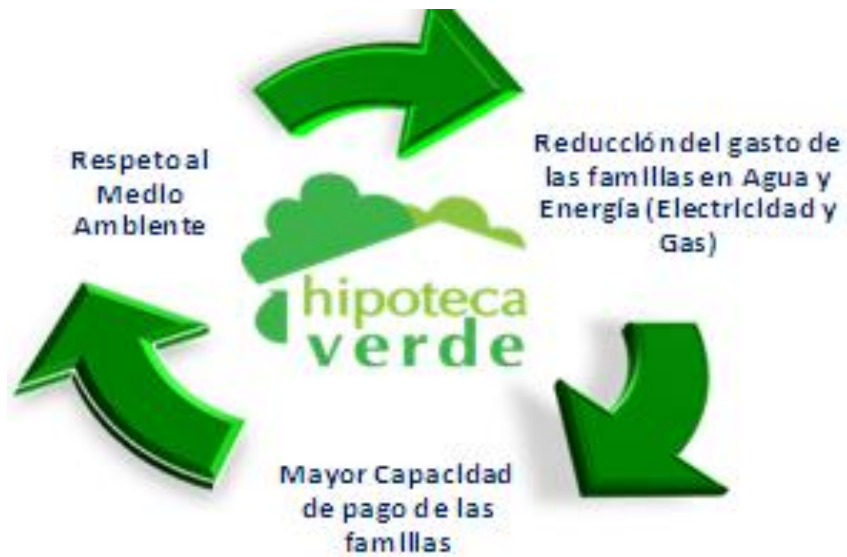 Respeto al
Medio
Ambiente
Reducción del gasto de
las familias en Agua y
Energía (Electricidad y
Gas)
hipoteca
verde
Mayor Capacidad
de pago de las
familias